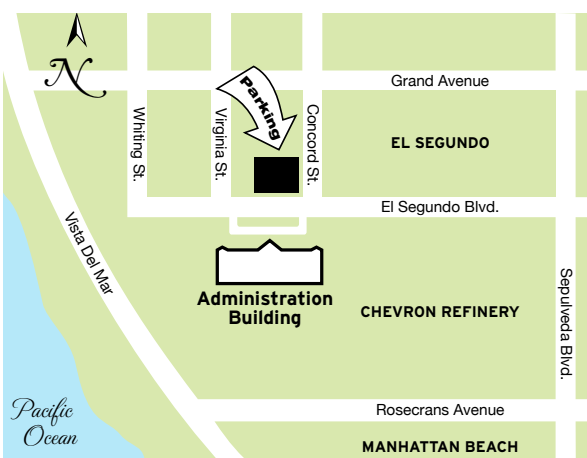 N
Grand Avenue
Parking
Whiting St.
Virginia St.
Concord St.
EL SEGUNDO
El Segundo Blvd.
Vista Del Mar
Administration
Building
CHEVRON REFINERY
Sepulveda Blvd.
Pacific
Ocean
Rosecrans Avenue
MANHATTAN BEACH